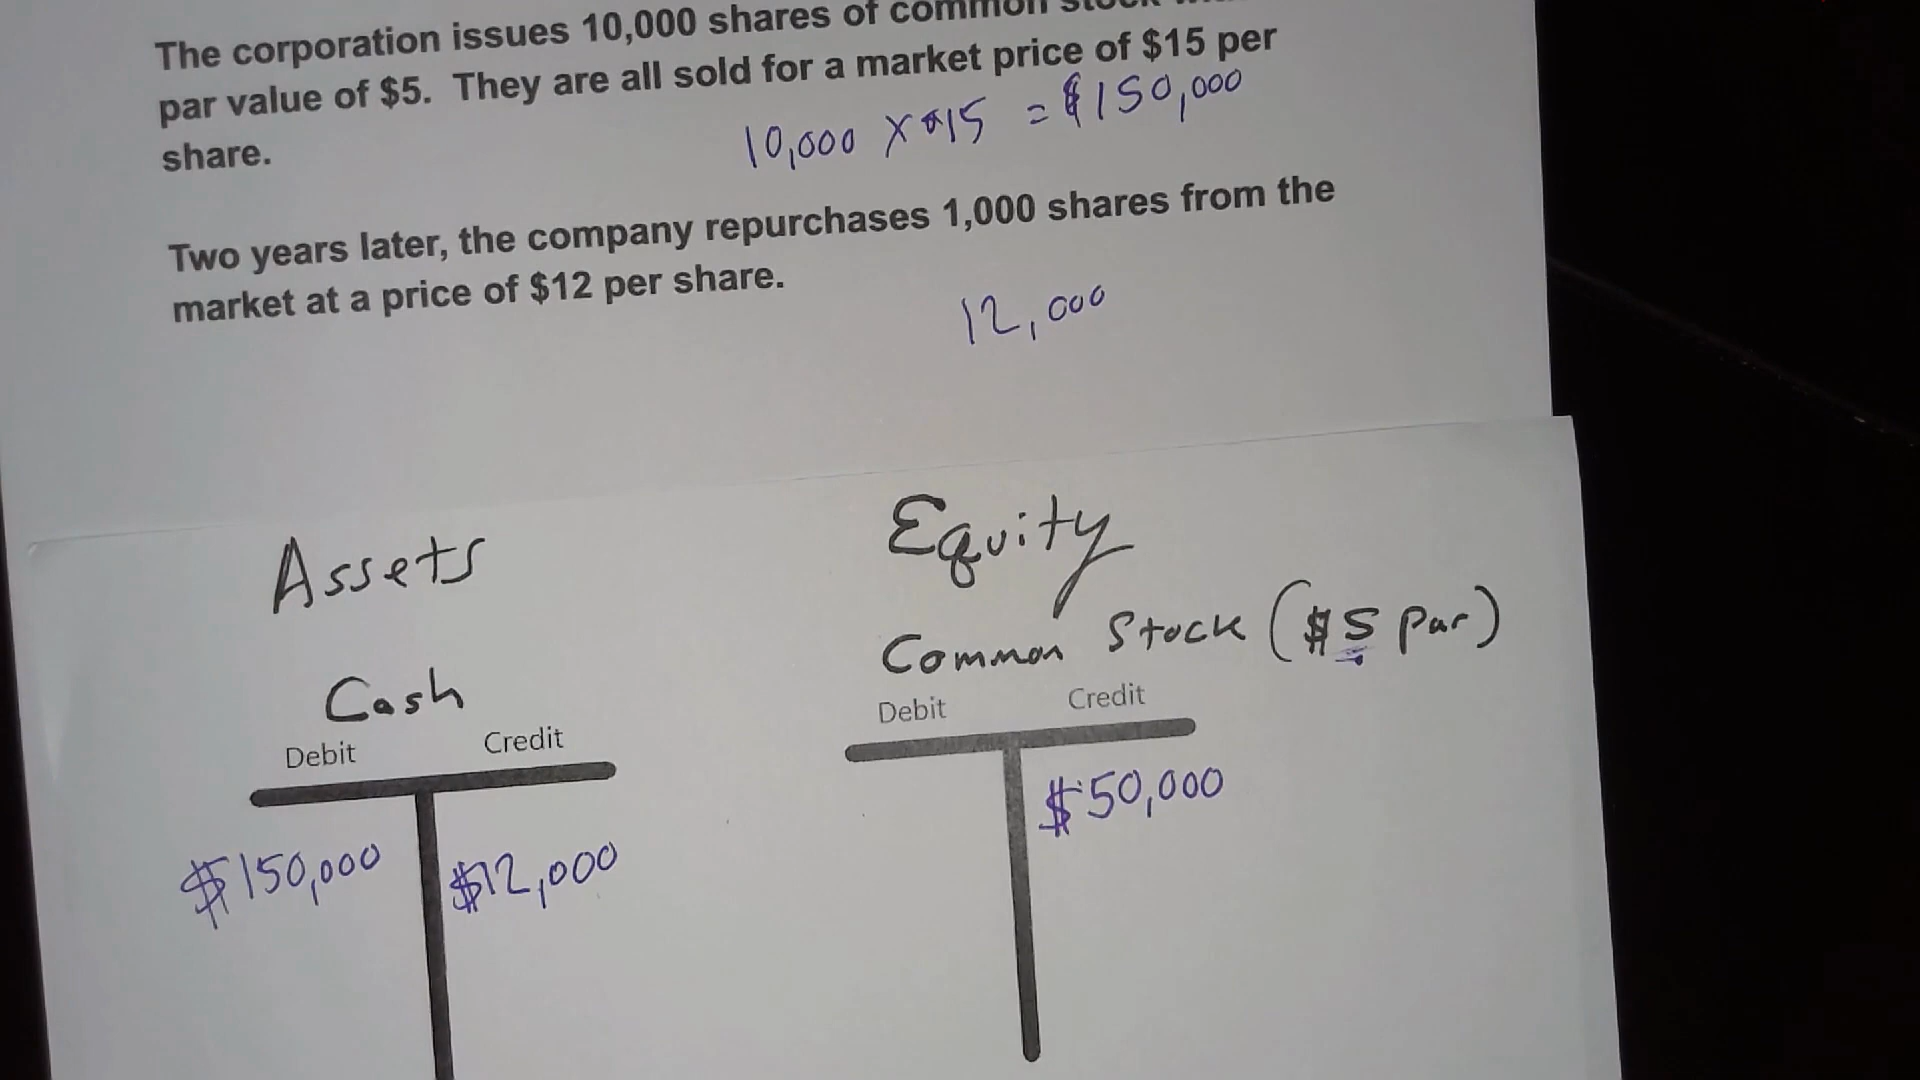 The corporation issues 10,000 shares of common stock
par value of $5. They are all sold for a market price of $15 per
share.
10,000 X $15 = $150,000
Two years later, the company repurchases 1,000 shares from the
market at a price of $12 per share.
12,000
Assets
Equity
Common Stock ($5 par)
Cash
Debit Credit
Debit Credit
$150,000 $12,000
$50,000